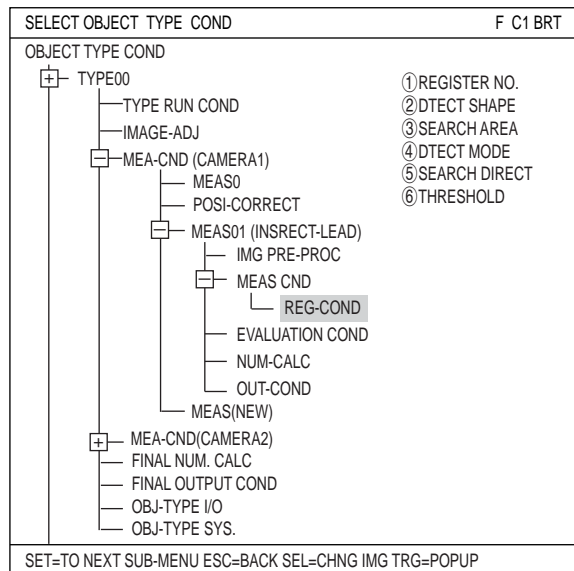 SELECT OBJECT TYPE COND F C1 BRT
OBJECT TYPE COND
+ TYPE00
TYPE RUN COND
IMAGE-ADJ
MEA-CND (CAMERA1)
MEAS0
POSI-CORRECT
MEAS01 (INSRECT-LEAD)
IMG PRE-PROC
MEAS CND
REG-COND
EVALUATION COND
NUM-CALC
OUT-COND
MEAS(NEW)
+ MEA-CND(CAMERA2)
FINAL NUM. CALC
FINAL OUTPUT COND
OBJ-TYPE I/O
OBJ-TYPE SYS.
①REGISTER NO.
②DTECT SHAPE
③SEARCH AREA
④DTECT MODE
⑤SEARCH DIRECT
⑥THRESHOLD
SET=TO NEXT SUB-MENU ESC=BACK SEL=CHNG IMG TRG=POPUP